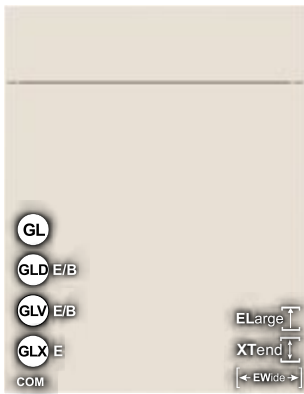 GL
GLD E/B
GLV E/B
GLX E
COM
ELarge
XTend
EWide